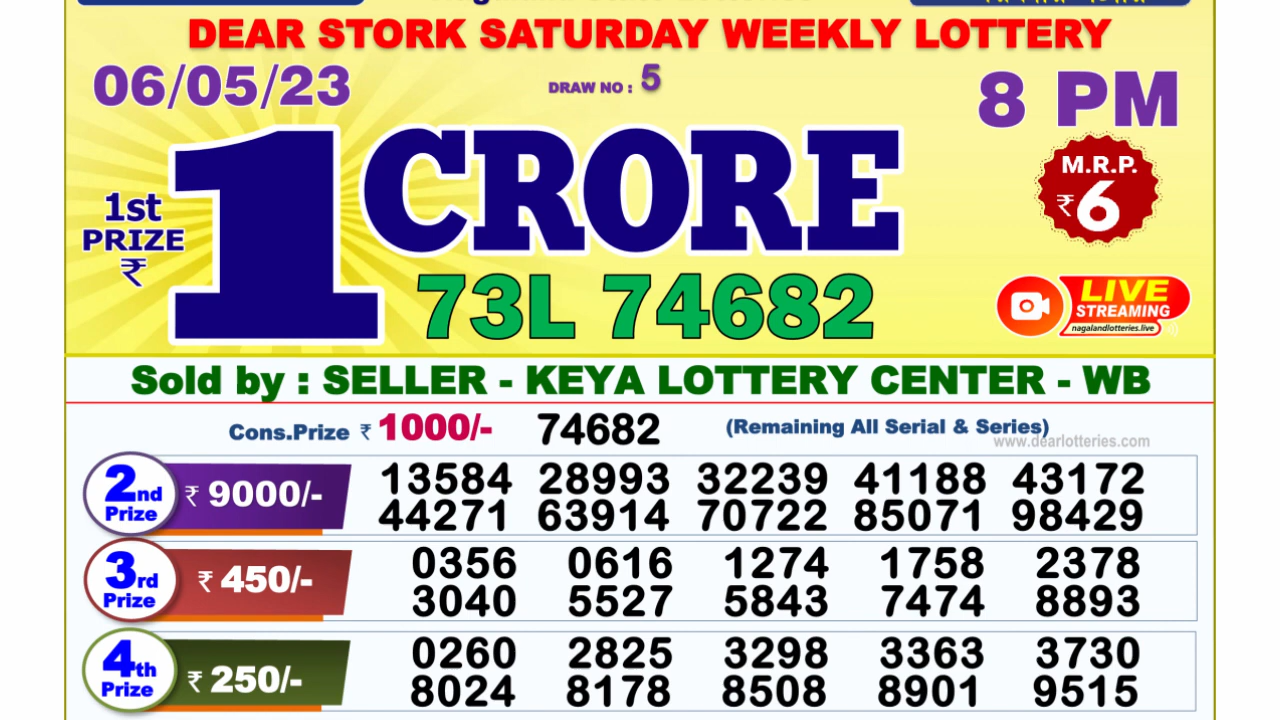 DEAR STORK SATURDAY WEEKLY LOTTERY
06/05/23
DRAW NO : 5
8 PM
1st
PRIZE
₹
1 CRORE
M.R.P.
₹ 6
73L 74682
LIVE
STREAMING
nagalandlotteries.live
Sold by : SELLER - KEYA LOTTERY CENTER - WB
Cons.Prize ₹ 1000/- 74682 (Remaining All Serial & Series)
www.dearlotteries.com
2nd Prize ₹ 9000/-
13584 28993 32239 41188 43172
44271 63914 70722 85071 98429
3rd Prize ₹ 450/-
0356 0616 1274 1758 2378
3040 5527 5843 7474 8893
4th Prize ₹ 250/-
0260 2825 3298 3363 3730
8024 8178 8508 8901 9515